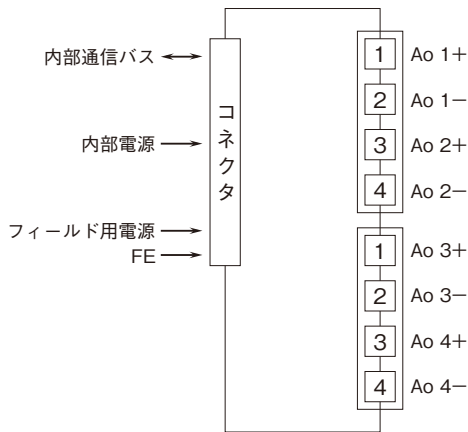 内部通信バス
内部電源
フィールド用電源
FE
コネクタ
1 Ao 1+
2 Ao 1−
3 Ao 2+
4 Ao 2−
1 Ao 3+
2 Ao 3−
3 Ao 4+
4 Ao 4−